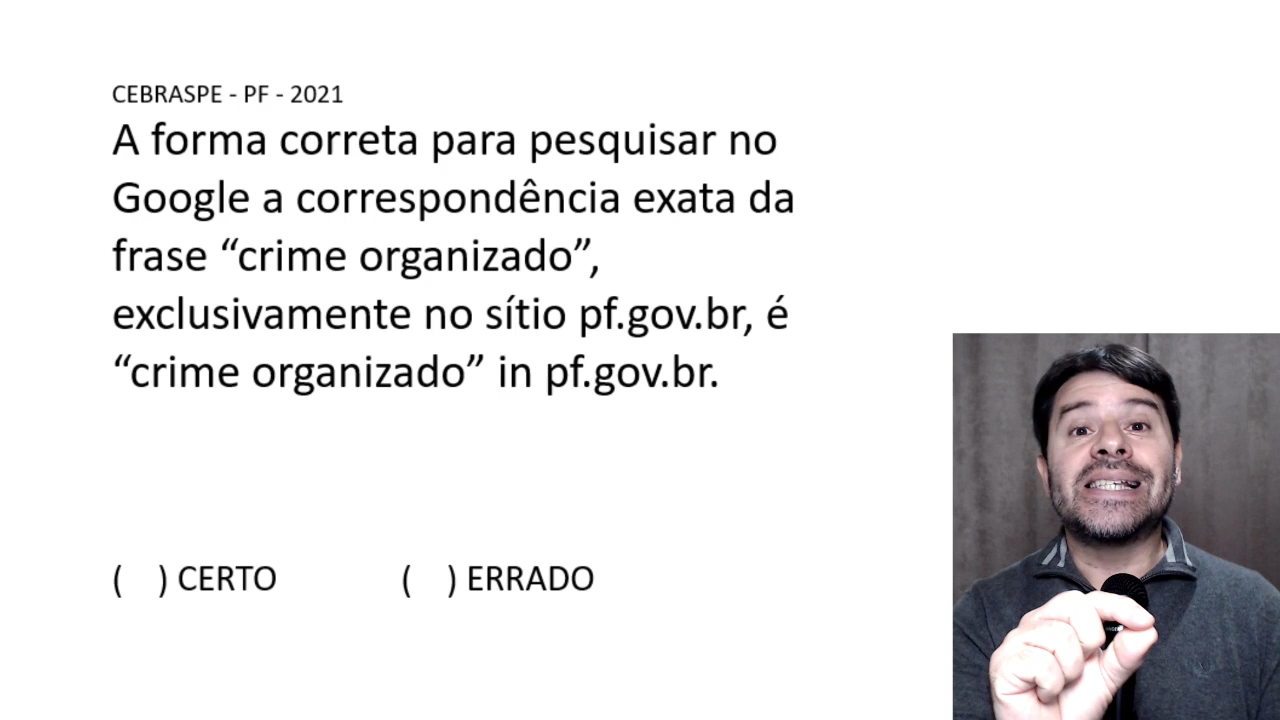 CEBRASPE - PF - 2021
A forma correta para pesquisar no
Google a correspondência exata da
frase “crime organizado”,
exclusivamente no sítio pf.gov.br, é
“crime organizado” in pf.gov.br.
(   ) CERTO (   ) ERRADO